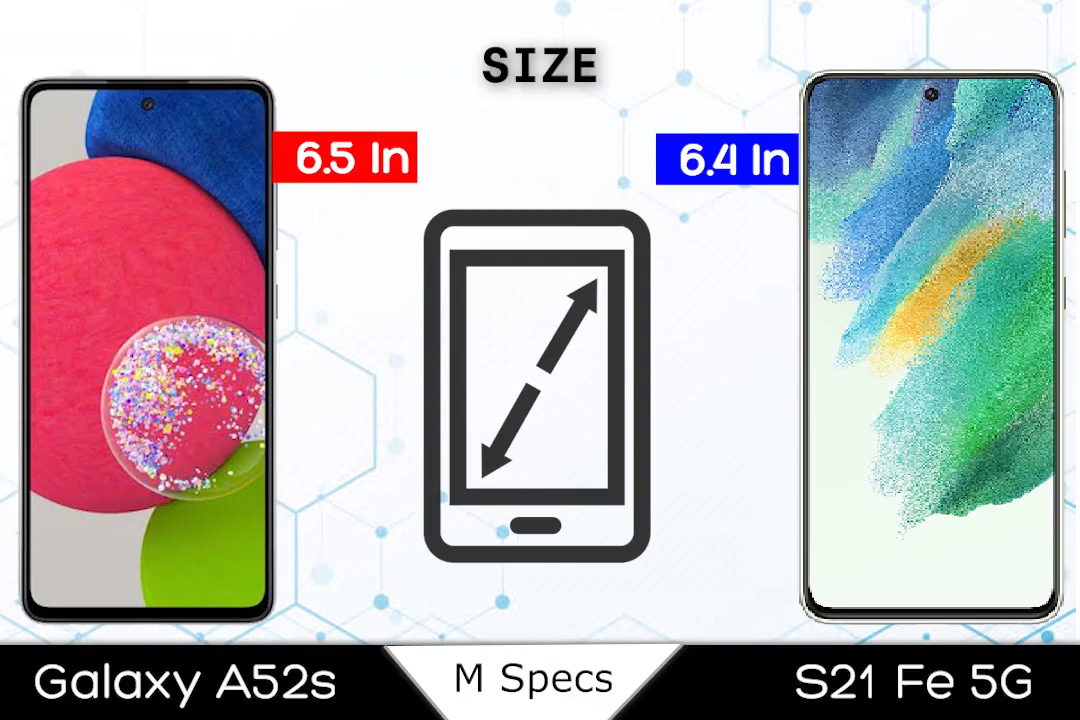 SIZE
6.5 In
6.4 In
Galaxy A52s
M Specs
S21 Fe 5G